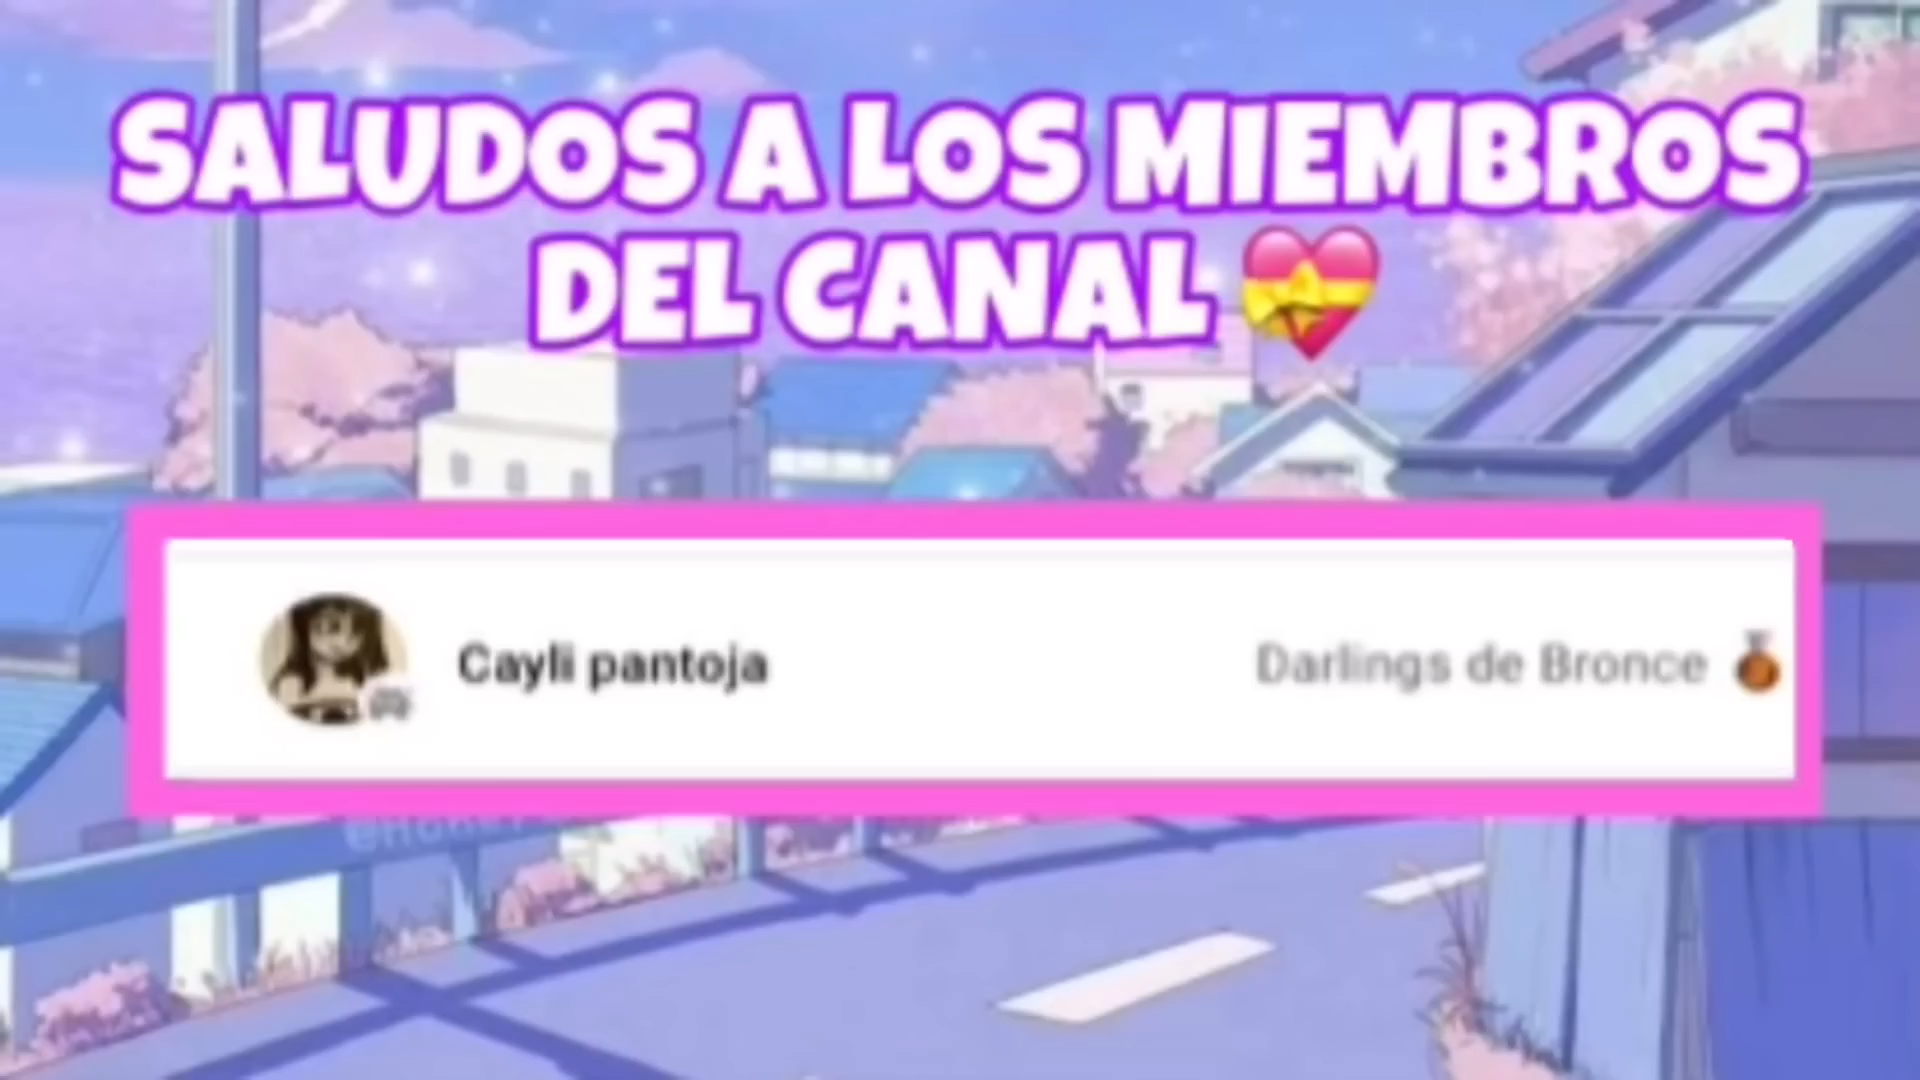 SALUDOS A LOS MIEMBROS
DEL CANAL 💝
Cayli pantoja
Darlings de Bronce 🏅